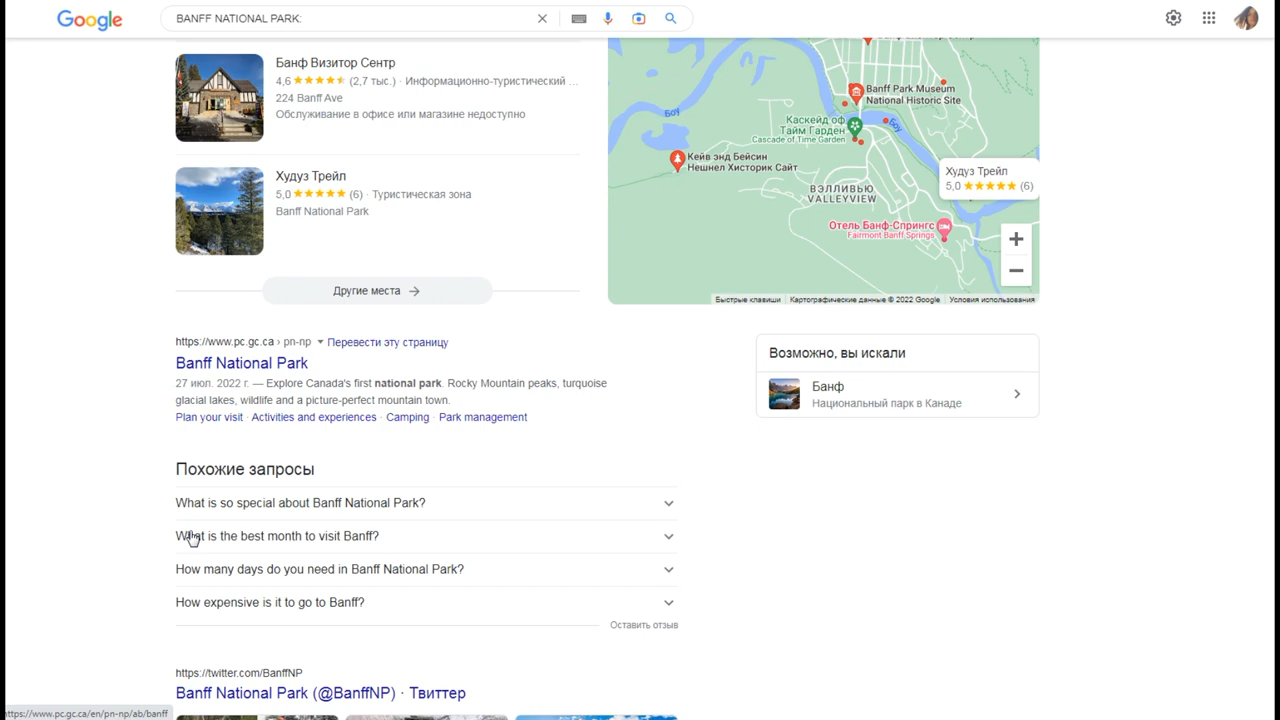 Google
BANFF NATIONAL PARK:
Банф Визитор Центр
4,6 (2,7 тыс.) · Информационно-туристический ...
224 Banff Ave
Обслуживание в офисе или магазине недоступно
Худуз Трейл
5,0 (6) · Туристическая зона
Banff National Park
Другие места
Banff Park Museum
National Historic Site
Боу
Боу
Каскейд оф
Тайм Гарден
Cascade of Time Garden
Кейв энд Бейсин
Нешнел Хисторик Сайт
Худуз Трейл
5,0 (6)
ВЭЛЛИВЬЮ
VALLEYVIEW
Отель Банф-Спрингс
Fairmont Banff Springs
Быстрые клавиши Картографические данные © 2022 Google Условия использования
https://www.pc.gc.ca › pn-np Перевести эту страницу
Banff National Park
27 июл. 2022 г. — Explore Canada's first national park. Rocky Mountain peaks, turquoise
glacial lakes, wildlife and a picture-perfect mountain town.
Plan your visit · Activities and experiences · Camping · Park management
Возможно, вы искали
Банф
Национальный парк в Канаде
Похожие запросы
What is so special about Banff National Park?
What is the best month to visit Banff?
How many days do you need in Banff National Park?
How expensive is it to go to Banff?
Оставить отзыв
https://twitter.com/BanffNP
Banff National Park (@BanffNP) · Твиттер
https://www.pc.gc.ca/en/pn-np/ab/banff